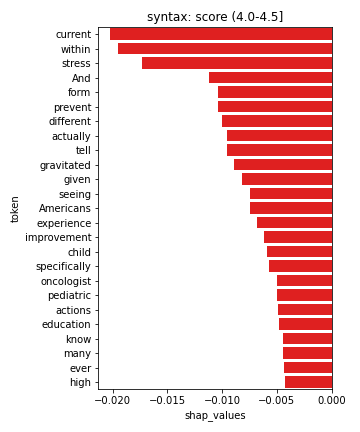 syntax: score (4.0-4.5]
current
within
stress
And
form
prevent
different
actually
tell
gravitated
given
seeing
Americans
experience
improvement
child
specifically
oncologist
pediatric
actions
education
know
many
ever
high
token
-0.020 -0.015 -0.010 -0.005 0.000
shap_values